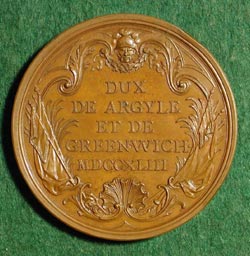 DUX
DE ARGYLE
ET DE
GREENWICH
MDCCXLIII